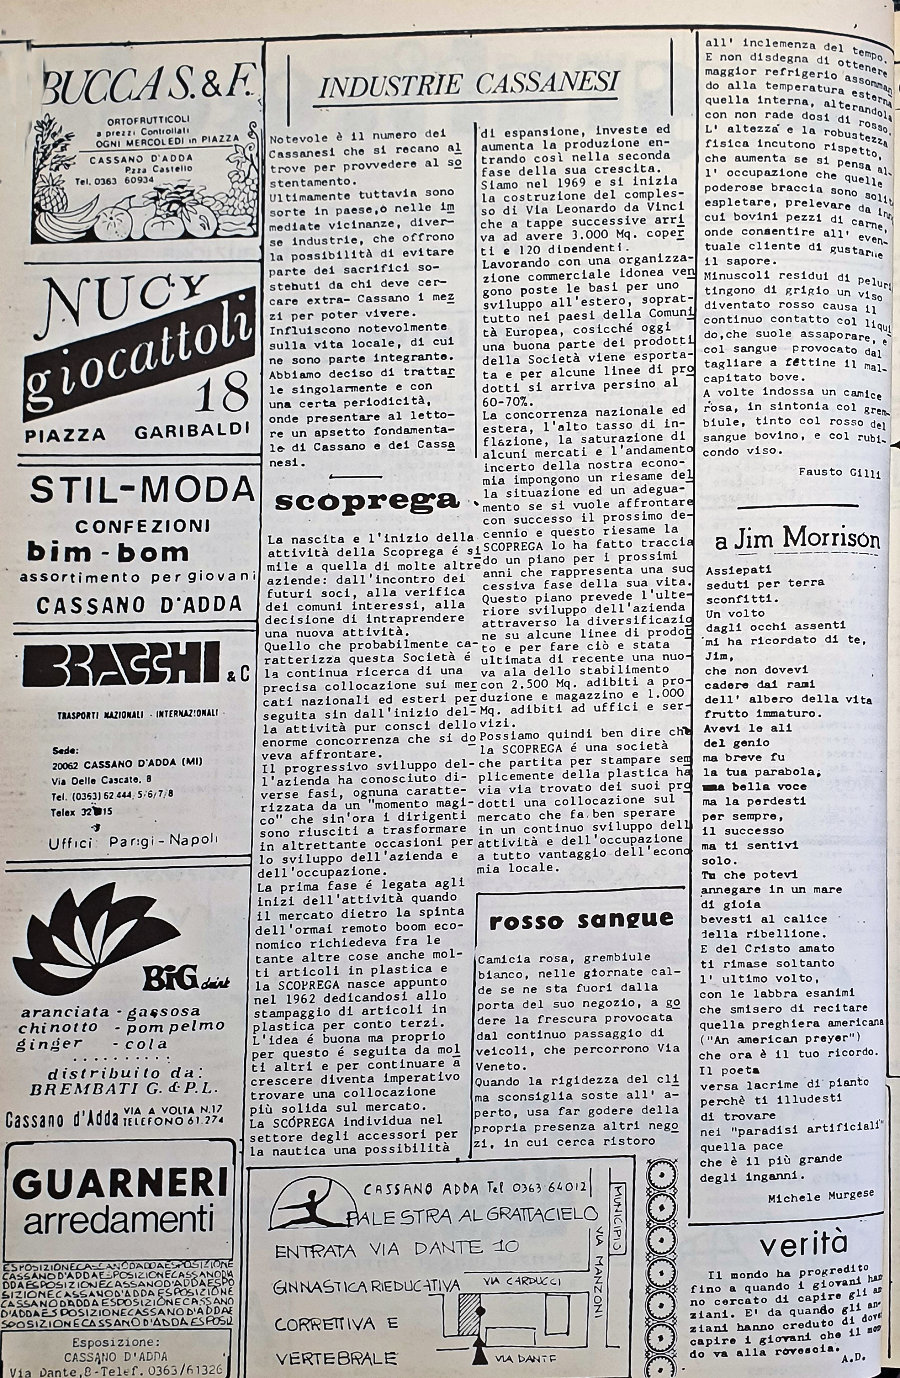 BUCCA S. & F.
ORTOFRUTTICOLI
a prezzi Controllati
OGNI MERCOLEDI in PIAZZA
CASSANO D'ADDA
P.zza Castello
Tel. 0363 60934
NUCY
giocattoli
18
PIAZZA GARIBALDI
STIL-MODA
CONFEZIONI
bim - bom
assortimento per giovani
CASSANO D'ADDA
BRACCHI & C
TRASPORTI NAZIONALI - INTERNAZIONALI
Sede:
20062 CASSANO D'ADDA (MI)
Via Delle Cascate, 8
Tel. (0363) 62 444/5/6/7/8
Telex
Uffici Parigi - Napoli
BiG drink
aranciata - gassosa
chinotto - pompelmo
ginger - cola
distribuito da:
BREMBATI G. & P.L.
Cassano d'Adda VIA A VOLTA N.17
TELEFONO 61.274
GUARNERI
arredamenti
ESPOSIZIONECASSANODADDAESPOSIZIONE
CASSANO D'ADDAESPOSIZIONECASSANODA
DDAESPOSIZIONECASSANO D'ADDAESPO
SIZIONECASSANO D'ADDAESPOSIZIONE
CASSANODADDA ESPOSIZIONECASSANO
D'ADDAESPOSIZIONECASSANO D'ADDAE
SPOSIZIONECASSANO D'ADDA ESPOSIZ
Esposizione:
CASSANO D'ADDA
Via Dante,8-Telef. 0363/61326
INDUSTRIE CASSANESI
Notevole è il numero dei
Cassanesi che si recano al
trove per provvedere al so
stentamento.
Ultimamente tuttavia sono
sorte in paese,o nelle im
mediate vicinanze, diver-
se industrie, che offrono
la possibilità di evitare
parte dei sacrifici so-
stenuti da chi deve cer-
care extra- Cassano i mez
zi per poter vivere.
Influiscono notevolmente
sulla vita locale, di cui
ne sono parte integrante.
Abbiamo deciso di trattar
le singolarmente e con
una certa periodicità,
onde presentare al letto-
re un apsetto fondamenta-
le di Cassano e dei Cassa
nesi.
scoprega
La nascita e l'inizio della
attività della Scoprega é si
mile a quella di molte altre
aziende: dall'incontro dei
futuri soci, alla verifica
dei comuni interessi, alla
decisione di intraprendere
una nuova attività.
Quello che probabilmente ca-
ratterizza questa Società é
la continua ricerca di una
precisa collocazione sui mer
cati nazionali ed esteri per
seguita sin dall'inizio del-
la attività pur consci dello
enorme concorrenza che si do
veva affrontare.
Il progressivo sviluppo del-
l'azienda ha conosciuto di-
verse fasi, ognuna caratte-
rizzata da un "momento magi-
co" che sin'ora i dirigenti
sono riusciti a trasformare
in altrettante occasioni per
lo sviluppo dell'azienda e
dell'occupazione.
La prima fase é legata agli
inizi dell'attività quando
il mercato dietro la spinta
dell'ormai remoto boom eco-
nomico richiedeva fra le
tante altre cose anche mol-
ti articoli in plastica e
la SCOPREGA nasce appunto
nel 1962 dedicandosi allo
stampaggio di articoli in
plastica per conto terzi.
L'idea é buona ma proprio
per questo é seguita da mol
ti altri e per continuare a
crescere diventa imperativo
trovare una collocazione
più solida sul mercato.
La SCOPREGA individua nel
settore degli accessori per
la nautica una possibilità
di espansione, investe ed
aumenta la produzione en-
trando così nella seconda
fase della sua crescita.
Siamo nel 1969 e si inizia
la costruzione del comples-
so di Via Leonardo da Vinci
che a tappe successive arri
va ad avere 3.000 Mq. coper
ti e 120 dipendenti.
Lavorando con una organizza-
zione commerciale idonea ven
gono poste le basi per uno
sviluppo all'estero, soprat-
tutto nei paesi della Comuni
tà Europea, cosicché oggi
una buona parte dei prodotti
della Società viene esporta-
ta e per alcune linee di pro
dotti si arriva persino al
60-70%.
La concorrenza nazionale ed
estera, l'alto tasso di in-
flazione, la saturazione di
alcuni mercati e l'andamento
incerto della nostra econo-
mia impongono un riesame del
la situazione ed un adegua-
mento se si vuole affrontare
con successo il prossimo de-
cennio e questo riesame la
SCOPREGA lo ha fatto traccia
do un piano per i prossimi
anni che rappresenta una suc
cessiva fase della sua vita.
Questo piano prevede l'ulte-
riore sviluppo dell'azienda
attraverso la diversificazio
ne su alcune linee di prodot
to e per fare ciò e stata
ultimata di recente una nuo-
va ala dello stabilimento
con 2.500 Mq. adibiti a pro-
duzione e magazzino e 1.000
Mq. adibiti ad uffici e ser-
vizi.
Possiamo quindi ben dire che
la SCOPREGA é una società
che partita per stampare sem
plicemente della plastica ha
via via trovato dei suoi pro
dotti una collocazione sul
mercato che fa ben sperare
in un continuo sviluppo dell
attività e dell'occupazione
a tutto vantaggio dell'econo
mia locale.
rosso sangue
Camicia rosa, grembiule
bianco, nelle giornate cal-
de se ne sta fuori dalla
porta del suo negozio, a go
dere la frescura provocata
dal continuo passaggio di
veicoli, che percorrono Via
Veneto.
Quando la rigidezza del cli
ma sconsiglia soste all' a-
perto, usa far godere della
propria presenza altri nego
zi, in cui cerca ristoro
all' inclemenza del tempo.
E non disdegna di ottenere
maggior refrigerio assomman
do alla temperatura esterna
quella interna, alterandola
con non rade dosi di rosso.
L' altezza e la robustezza
fisica incutono rispetto,
che aumenta se si pensa al-
l' occupazione che quelle
poderose braccia sono solit
espletare, prelevare da
cui bovini pezzi di carne,
onde consentire all' even-
tuale cliente di gustarne
il sapore.
Minuscoli residui di peluri
tingono di grigio un viso
diventato rosso causa il
continuo contatto col liqui
do,che suole assaporare, e
col sangue provocato dal
tagliare a fettine il mal-
capitato bove.
A volte indossa un camice
rosa, in sintonia col grem-
biule, tinto col rosso del
sangue bovino, e col rubi-
condo viso.
Fausto Gilli
a Jim Morrison
Assiepati
seduti per terra
sconfitti.
Un volto
dagli occhi assenti
mi ha ricordato di te,
Jim,
che non dovevi
cadere dai rami
dell' albero della vita
frutto immaturo.
Avevi le ali
del genio
ma breve fu
la tua parabola;
una bella voce
ma la perdesti
per sempre,
il successo
ma ti sentivi
solo.
Tu che potevi
annegare in un mare
di gioia
bevesti al calice
della ribellione.
E del Cristo amato
ti rimase soltanto
l' ultimo volto,
con le labbra esanimi
che smisero di recitare
quella preghiera americana
("An american preyer")
che ora è il tuo ricordo.
Il poeta
versa lacrime di pianto
perchè ti illudesti
di trovare
nei "paradisi artificiali"
quella pace
che è il più grande
degli inganni.
Michele Murgese
verità
Il mondo ha progredito
fino a quando i giovani han
no cercato di capire gli an
ziani. E' da quando gli an-
ziani hanno creduto di dover
capire i giovani che il mon
do va alla rovescia.
A.D.
CASSANO ADDA Tel 0363 64012
PALESTRA AL GRATTACIELO
ENTRATA VIA DANTE 10
GINNASTICA RIEDUCATIVA
CORRETTIVA E
VERTEBRALE
VIA CARDUCCI
VIA MANZONI
MUNICIPIO
VIA DANTE